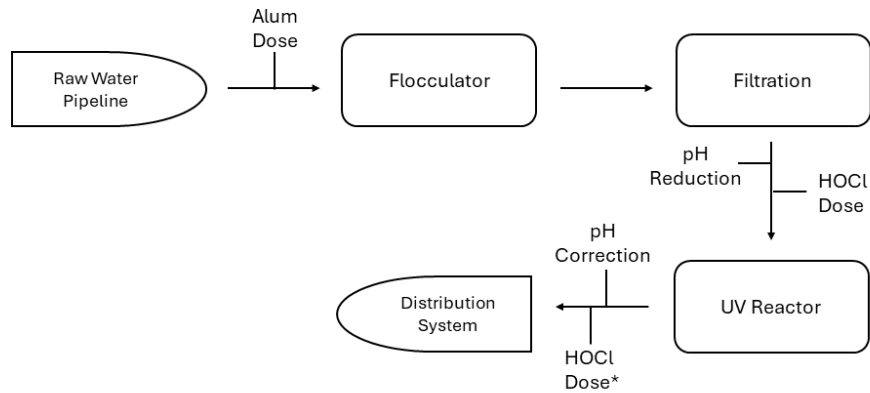 Alum
Dose
Raw Water
Pipeline
Flocculator
Filtration
pH
Reduction
HOCl
Dose
pH
Correction
UV Reactor
Distribution
System
HOCl
Dose*